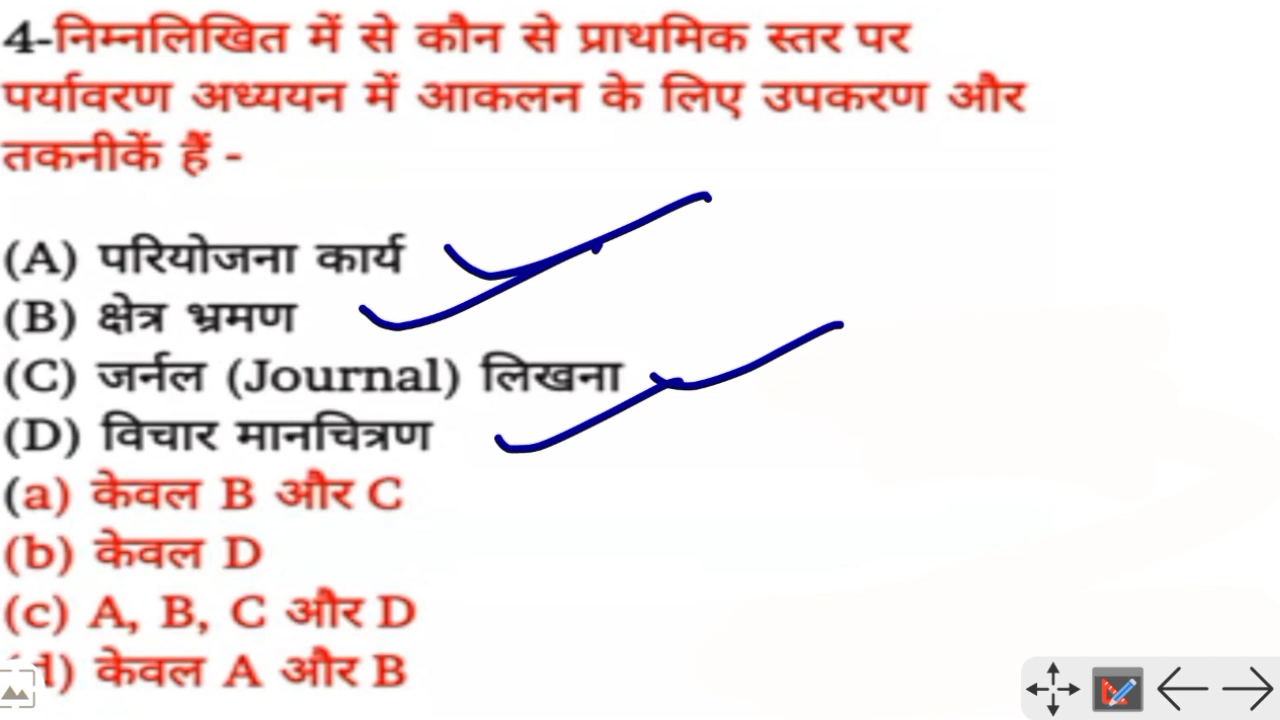 4-निम्नलिखित में से कौन से प्राथमिक स्तर पर
पर्यावरण अध्ययन में आकलन के लिए उपकरण और
तकनीकें हैं -
(A) परियोजना कार्य
(B) क्षेत्र भ्रमण
(C) जर्नल (Journal) लिखना
(D) विचार मानचित्रण
(a) केवल B और C
(b) केवल D
(c) A, B, C और D
(d) केवल A और B